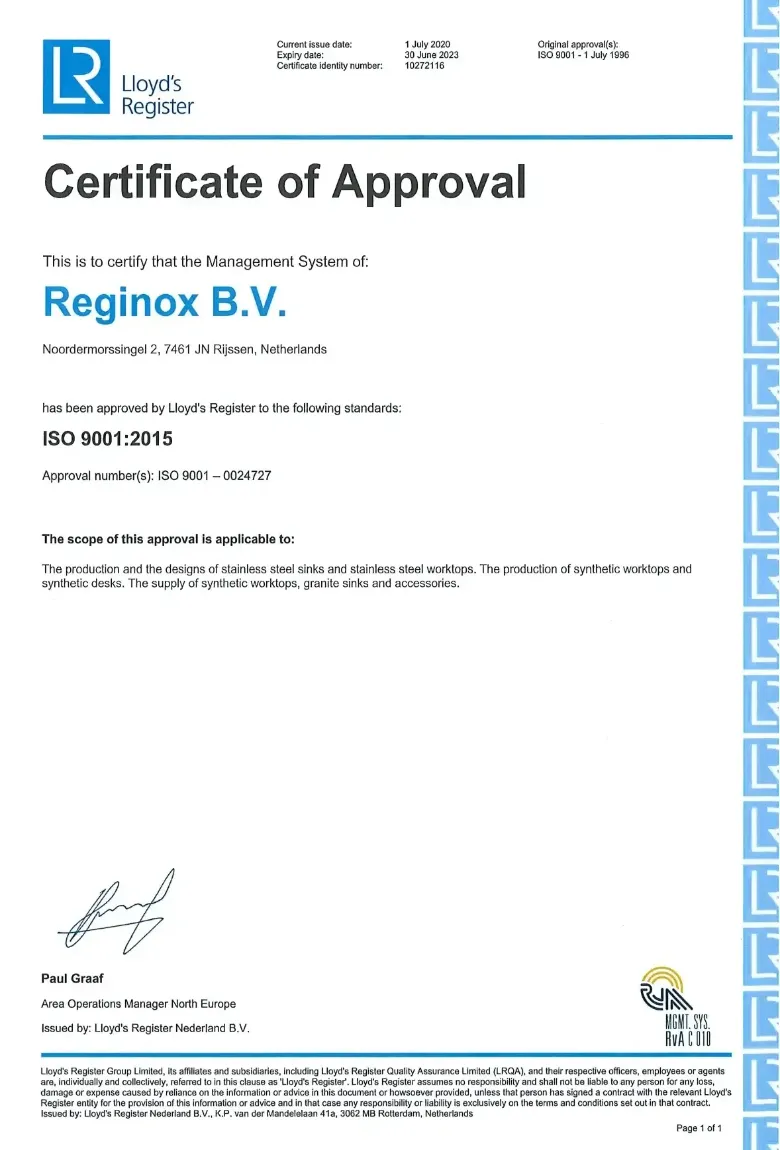 LR
Lloyd's
Register
Current issue date: 1 July 2020
Expiry date: 30 June 2023
Certificate identity number: 10272116
Original approval(s):
ISO 9001 - 1 July 1996
Certificate of Approval
This is to certify that the Management System of:
Reginox B.V.
Noordermorssingel 2, 7461 JN Rijssen, Netherlands
has been approved by Lloyd's Register to the following standards:
ISO 9001:2015
Approval number(s): ISO 9001 – 0024727
The scope of this approval is applicable to:
The production and the designs of stainless steel sinks and stainless steel worktops. The production of synthetic worktops and
synthetic desks. The supply of synthetic worktops, granite sinks and accessories.
Paul Graaf
Area Operations Manager North Europe
Issued by: Lloyd's Register Nederland B.V.
RVA
MGMT. SYS.
RvA C 010
Lloyd's Register Group Limited, its affiliates and subsidiaries, including Lloyd's Register Quality Assurance Limited (LRQA), and their respective officers, employees or agents
are, individually and collectively, referred to in this clause as 'Lloyd's Register'. Lloyd's Register assumes no responsibility and shall not be liable to any person for any loss,
damage or expense caused by reliance on the information or advice in this document or howsoever provided, unless that person has signed a contract with the relevant Lloyd's
Register entity for the provision of this information or advice and in that case any responsibility or liability is exclusively on the terms and conditions set out in that contract.
Issued by: Lloyd's Register Nederland B.V., K.P. van der Mandelelaan 41a, 3062 MB Rotterdam, Netherlands
Page 1 of 1